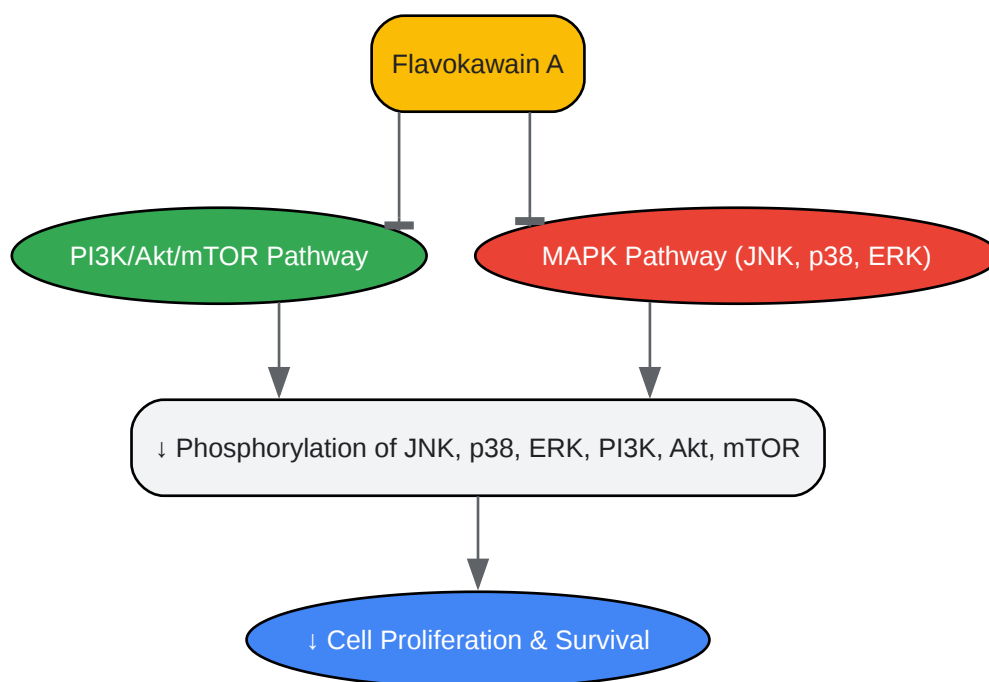 Flavokawain A
PI3K/Akt/mTOR Pathway
MAPK Pathway (JNK, p38, ERK)
↓ Phosphorylation of JNK, p38, ERK, PI3K, Akt, mTOR
↓ Cell Proliferation & Survival